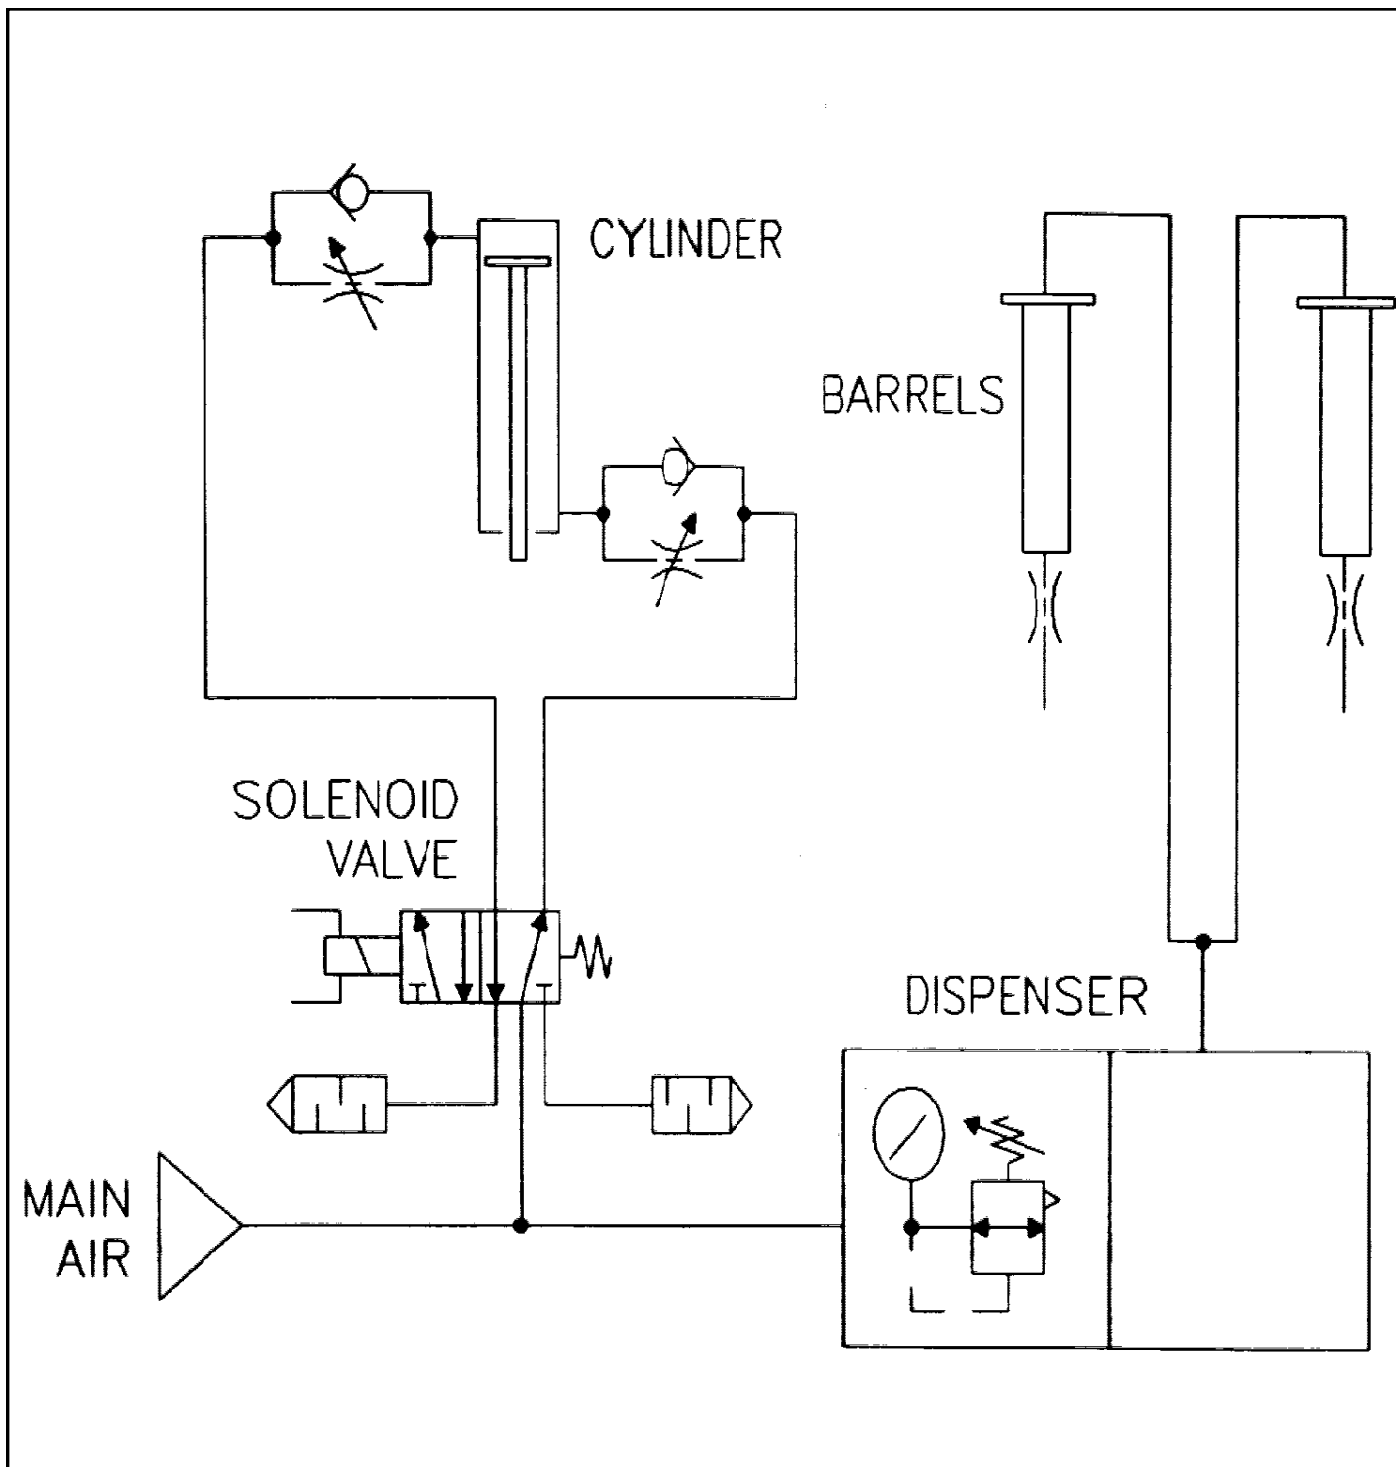 CYLINDER
BARRELS
SOLENOID
VALVE
DISPENSER
MAIN
AIR